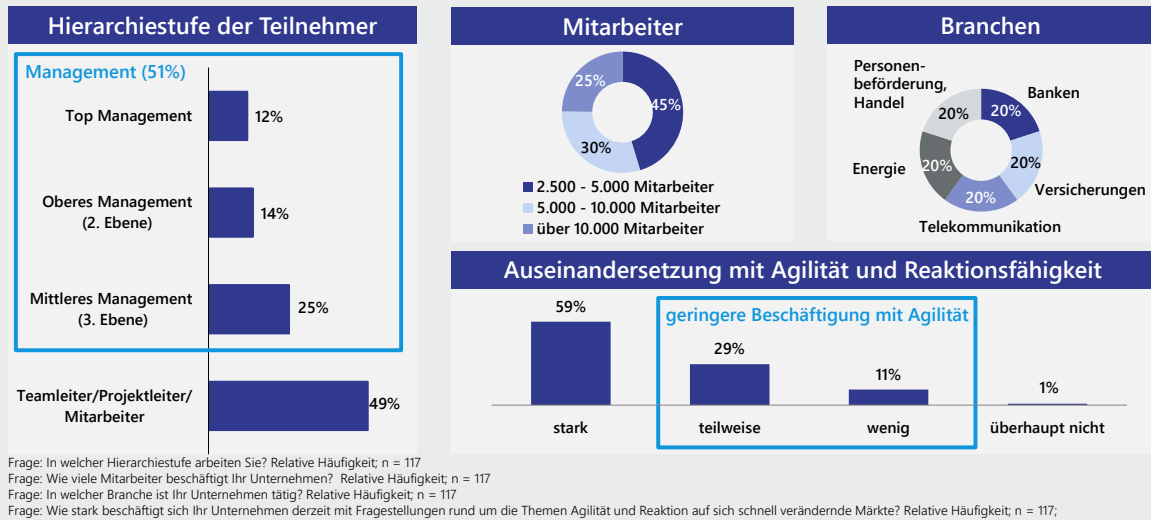 Hierarchiestufe der Teilnehmer
Management (51%)
Top Management
12%
Oberes Management
(2. Ebene)
14%
Mittleres Management
(3. Ebene)
25%
Teamleiter/Projektleiter/
Mitarbeiter
49%
Mitarbeiter
25%
45%
30%
2.500 - 5.000 Mitarbeiter
5.000 - 10.000 Mitarbeiter
über 10.000 Mitarbeiter
Branchen
Personen-
beförderung,
Handel
Banken
20%
20%
Energie
20%
20%
Versicherungen
20%
Telekommunikation
Auseinandersetzung mit Agilität und Reaktionsfähigkeit
59%
geringere Beschäftigung mit Agilität
29%
11%
1%
stark
teilweise
wenig
überhaupt nicht
Frage: In welcher Hierarchiestufe arbeiten Sie? Relative Häufigkeit; n = 117
Frage: Wie viele Mitarbeiter beschäftigt Ihr Unternehmen? Relative Häufigkeit; n = 117
Frage: In welcher Branche ist Ihr Unternehmen tätig? Relative Häufigkeit; n = 117
Frage: Wie stark beschäftigt sich Ihr Unternehmen derzeit mit Fragestellungen rund um die Themen Agilität und Reaktion auf sich schnell verändernde Märkte? Relative Häufigkeit; n = 117;